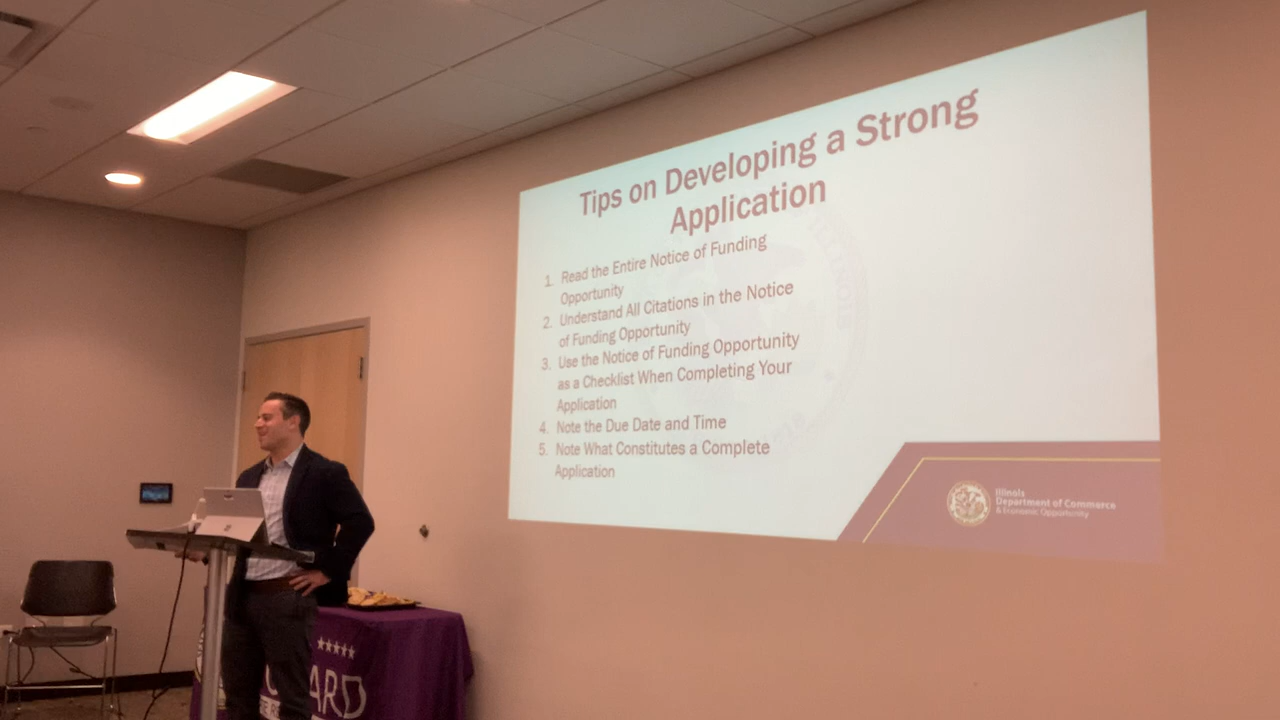 Tips on Developing a Strong
Application
1. Read the Entire Notice of Funding
Opportunity
2. Understand All Citations in the Notice
of Funding Opportunity
3. Use the Notice of Funding Opportunity
as a Checklist When Completing Your
Application
4. Note the Due Date and Time
5. Note What Constitutes a Complete
Application
ILLINOIS
Illinois
Department of Commerce
& Economic Opportunity
ARD